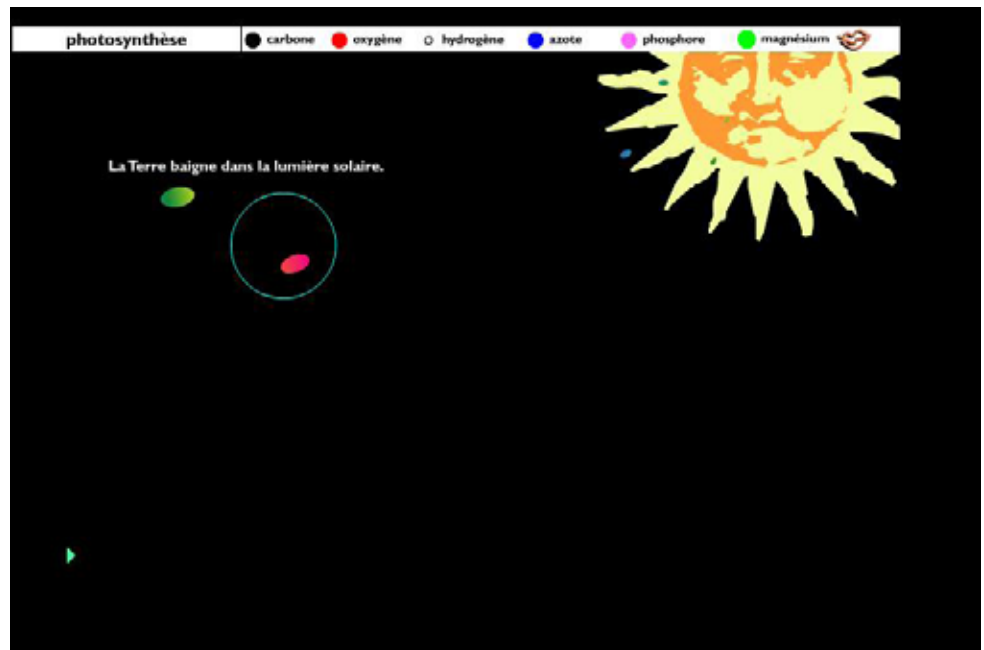 photosynthèse carbone oxygène hydrogène azote phosphore magnésium
La Terre baigne dans la lumière solaire.